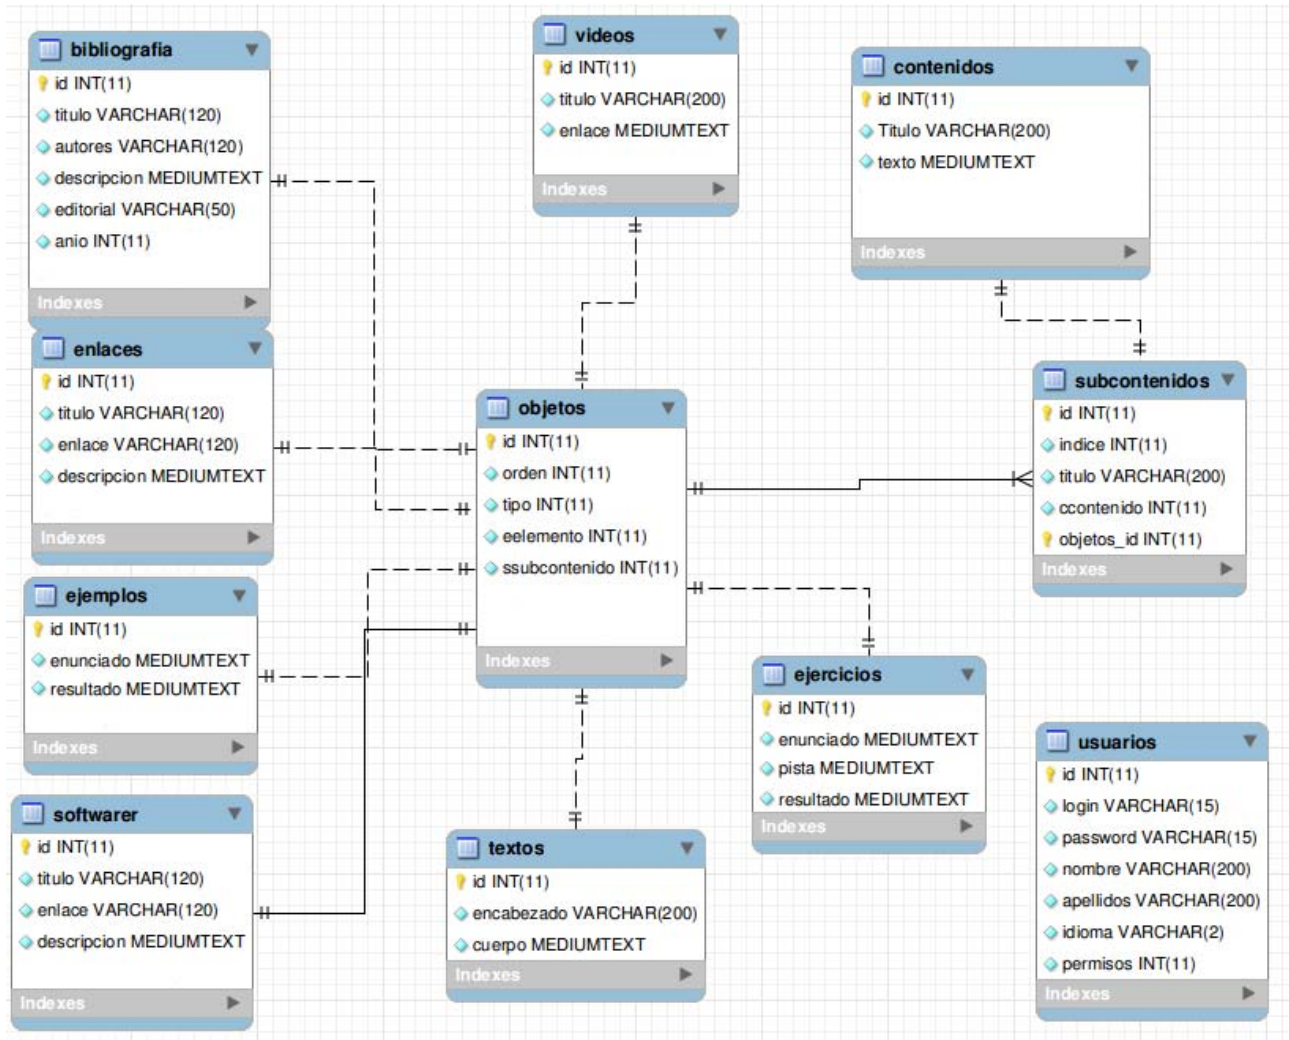 bibliografia
id INT(11)
titulo VARCHAR(120)
autores VARCHAR(120)
descripcion MEDIUMTEXT
editorial VARCHAR(50)
anio INT(11)
Indexes
enlaces
id INT(11)
titulo VARCHAR(120)
enlace VARCHAR(120)
descripcion MEDIUMTEXT
Indexes
ejemplos
id INT(11)
enunciado MEDIUMTEXT
resultado MEDIUMTEXT
Indexes
softwarer
id INT(11)
titulo VARCHAR(120)
enlace VARCHAR(120)
descripcion MEDIUMTEXT
Indexes
videos
id INT(11)
titulo VARCHAR(200)
enlace MEDIUMTEXT
Indexes
objetos
id INT(11)
orden INT(11)
tipo INT(11)
eelemento INT(11)
ssubcontenido INT(11)
Indexes
textos
id INT(11)
encabezado VARCHAR(200)
cuerpo MEDIUMTEXT
Indexes
contenidos
id INT(11)
Titulo VARCHAR(200)
texto MEDIUMTEXT
Indexes
subcontenidos
id INT(11)
indice INT(11)
titulo VARCHAR(200)
ccontenido INT(11)
objetos_id INT(11)
Indexes
ejercicios
id INT(11)
enunciado MEDIUMTEXT
pista MEDIUMTEXT
resultado MEDIUMTEXT
Indexes
usuarios
id INT(11)
login VARCHAR(15)
password VARCHAR(15)
nombre VARCHAR(200)
apellidos VARCHAR(200)
idioma VARCHAR(2)
permisos INT(11)
Indexes